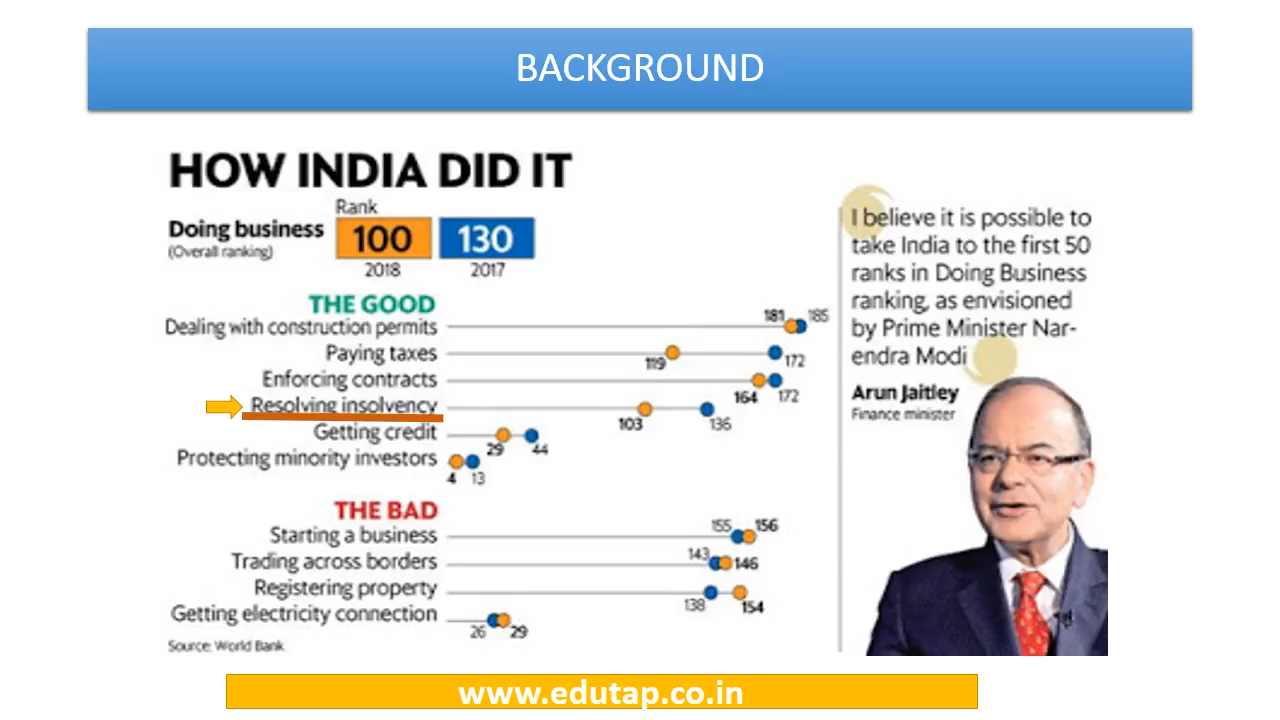 BACKGROUND
HOW INDIA DID IT
Rank
Doing business
100 130
(Overall ranking)
2018 2017
THE GOOD
Dealing with construction permits 181 185
Paying taxes 119 172
Enforcing contracts 164 172
Resolving insolvency 103 136
Getting credit 29 44
Protecting minority investors 4 13
THE BAD
Starting a business 155 156
Trading across borders 143 146
Registering property 138 154
Getting electricity connection 26 29
Source: World Bank
I believe it is possible to
take India to the first 50
ranks in Doing Business
ranking, as envisioned
by Prime Minister Nar-
endra Modi
Arun Jaitley
Finance minister
www.edutap.co.in